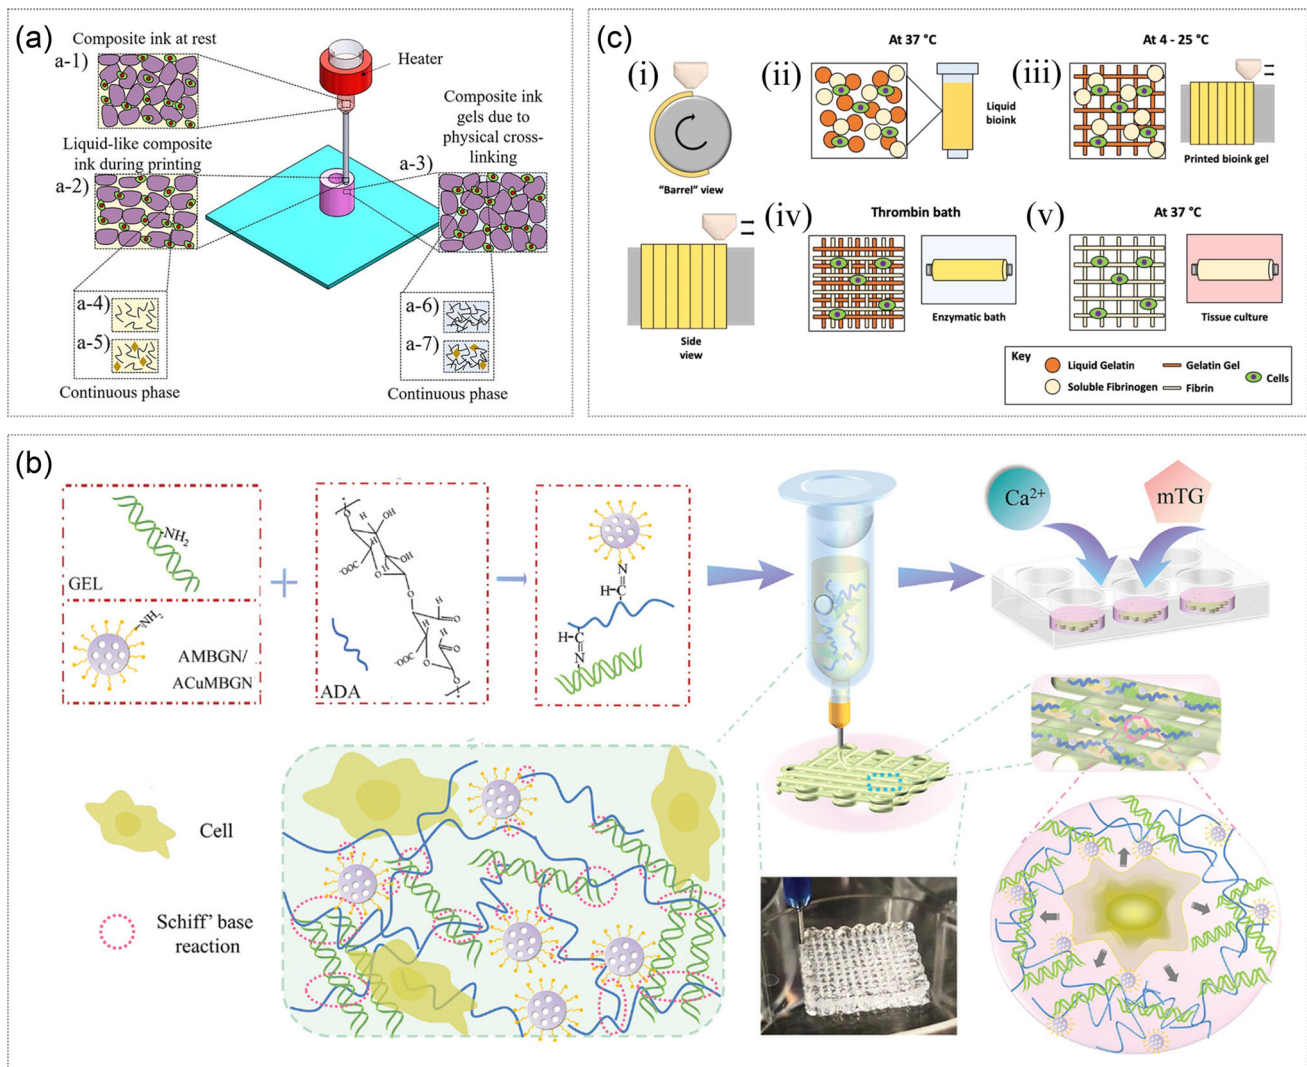 (a)
Composite ink at rest
a-1)
Heater
Composite ink
gels due to
physical cross-
linking
Liquid-like composite
ink during printing
a-2)
a-3)
a-4)
a-5)
Continuous phase
a-6)
a-7)
Continuous phase
(c)
(i)
"Barrel" view
Side
view
At 37 °C
(ii)
Liquid
bioink
At 4 - 25 °C
(iii)
Printed bioink gel
Thrombin bath
(iv)
Enzymatic bath
At 37 °C
(v)
Tissue culture
Key
Liquid Gelatin
Gelatin Gel
Cells
Soluble Fibrinogen
Fibrin
(b)
-NH₂
GEL
-NH₂
AMBGN/
ACuMBGN
H
OH
H
H
OH
H
⁻OOC
O
O
O
H
H
O
H
H
O
⁻OOC
O
O
ADA
N
H-C
H-C
N
Ca²⁺
mTG
Cell
Schiff' base
reaction